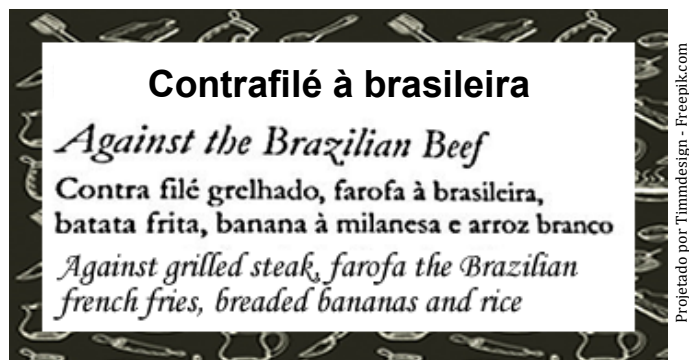 Contrafilé à brasileira
Against the Brazilian Beef
Contra filé grelhado, farofa à brasileira,
batata frita, banana à milanesa e arroz branco
Against grilled steak, farofa the Brazilian
french fries, breaded bananas and rice
Projetado por Timmdesign - Freepik.com